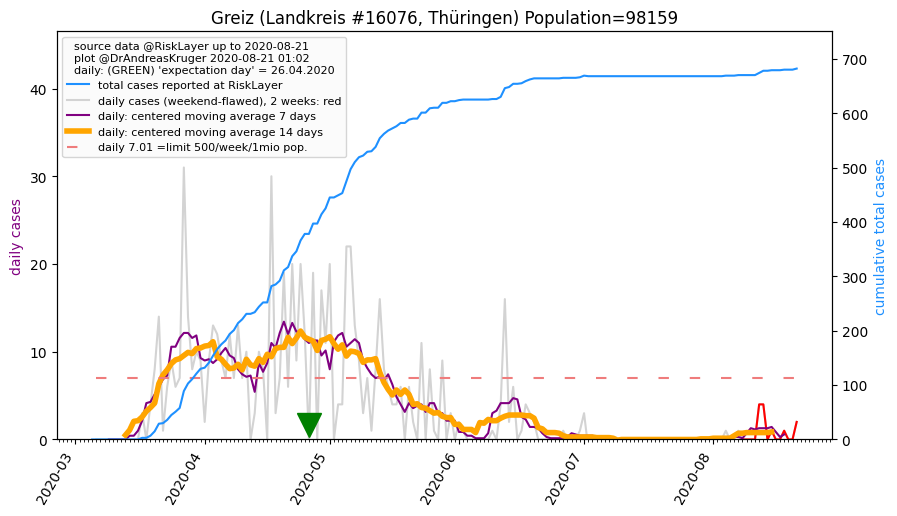 Greiz (Landkreis #16076, Thüringen) Population=98159
source data @RiskLayer up to 2020-08-21
plot @DrAndreasKruger 2020-08-21 01:02
daily: (GREEN) 'expectation day' = 26.04.2020
total cases reported at RiskLayer
daily cases (weekend-flawed), 2 weeks: red
daily: centered moving average 7 days
daily: centered moving average 14 days
daily 7.01 =limit 500/week/1mio pop.
daily cases
40
30
20
10
0
cumulative total cases
700
600
500
400
300
200
100
0
2020-03
2020-04
2020-05
2020-06
2020-07
2020-08